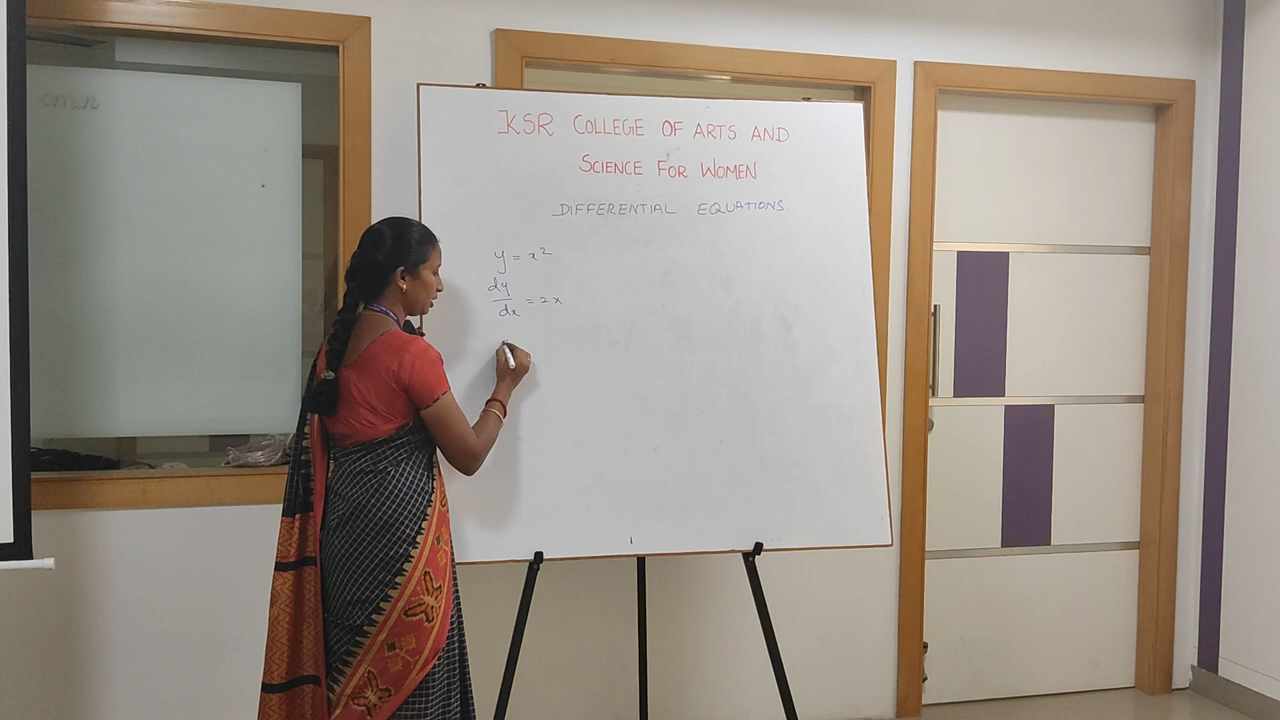 KSR COLLEGE OF ARTS AND
SCIENCE FOR WOMEN
DIFFERENTIAL EQUATIONS
y = x²
dy/dx = 2x